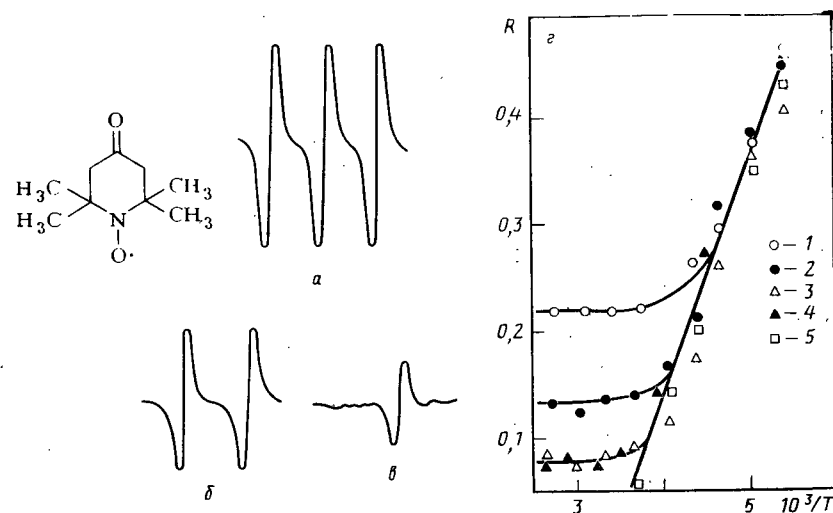 O
H₃C CH₃
H₃C N CH₃
O·
а
б
в
R г
0,4
0,3
0,2
0,1
○ – 1
● – 2
△ – 3
▲ – 4
□ – 5
3 5 10³/T